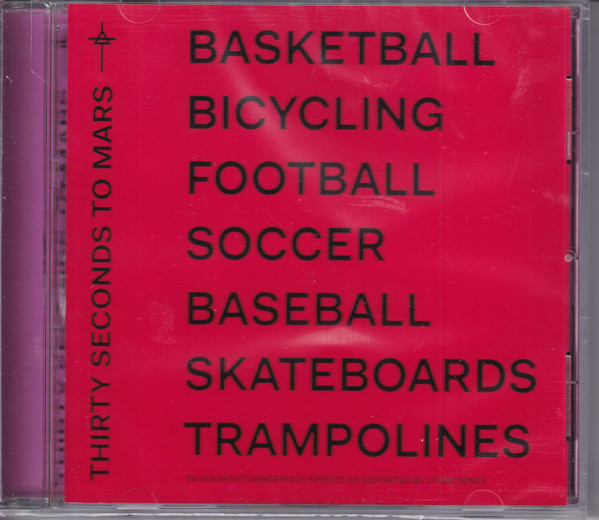 THIRTY SECONDS TO MARS
BASKETBALL
BICYCLING
FOOTBALL
SOCCER
BASEBALL
SKATEBOARDS
TRAMPOLINES
SEVEN MOST DANGEROUS SPORTS AS REPORTED BY